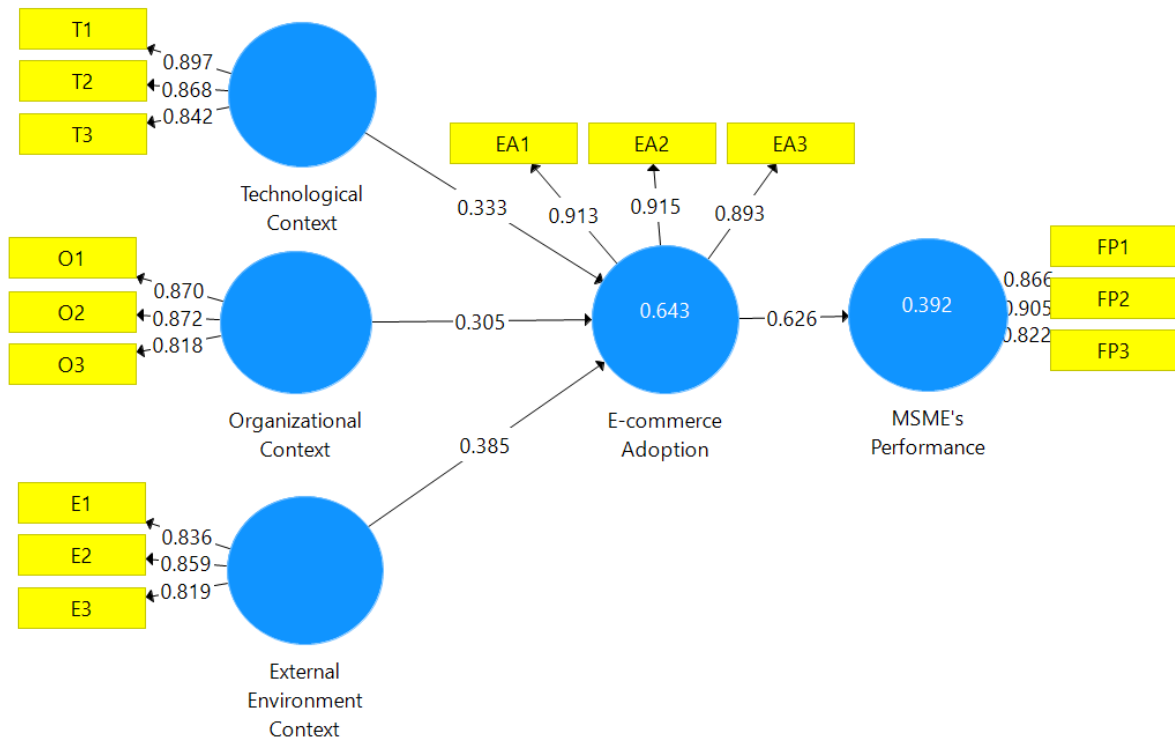 T1
0.897
T2
0.868
T3
0.842
Technological
Context
0.333
EA1
EA2
EA3
0.913
0.915
0.893
O1
0.870
O2
0.872
O3
0.818
Organizational
Context
0.305
0.643
E-commerce
Adoption
0.626
0.392
MSME's
Performance
FP1
0.866
FP2
0.905
FP3
0.822
0.385
E1
0.836
E2
0.859
E3
0.819
External
Environment
Context